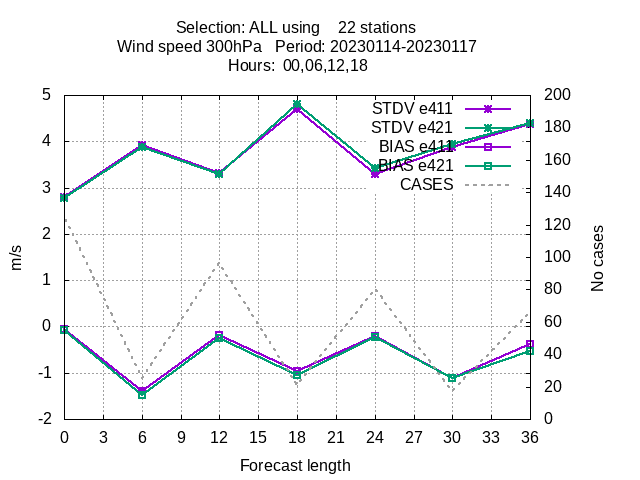 Selection: ALL using    22 stations
Wind speed 300hPa   Period: 20230114-20230117
Hours:  00,06,12,18
5
4
3
2
1
0
-1
-2
m/s
200
180
160
140
120
100
80
60
40
20
0
No cases
STDV e411
STDV e421
BIAS e411
BIAS e421
CASES
0 3 6 9 12 15 18 21 24 27 30 33 36
Forecast length